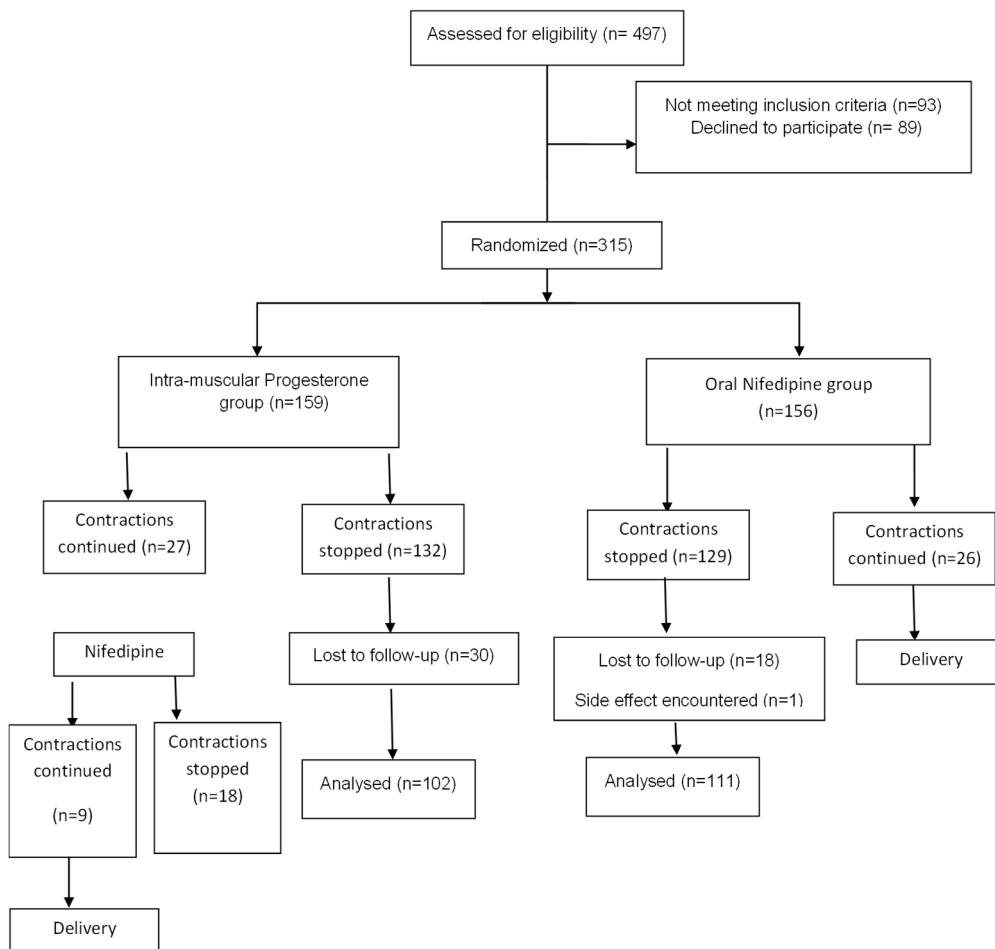 Assessed for eligibility (n= 497)
Not meeting inclusion criteria (n=93)
Declined to participate (n= 89)
Randomized (n=315)
Intra-muscular Progesterone
group (n=159)
Oral Nifedipine group
(n=156)
Contractions
continued (n=27)
Contractions
stopped (n=132)
Contractions
stopped (n=129)
Contractions
continued (n=26)
Nifedipine
Lost to follow-up (n=30)
Lost to follow-up (n=18)
Side effect encountered (n=1)
Delivery
Contractions
continued
(n=9)
Contractions
stopped
(n=18)
Analysed (n=102)
Analysed (n=111)
Delivery